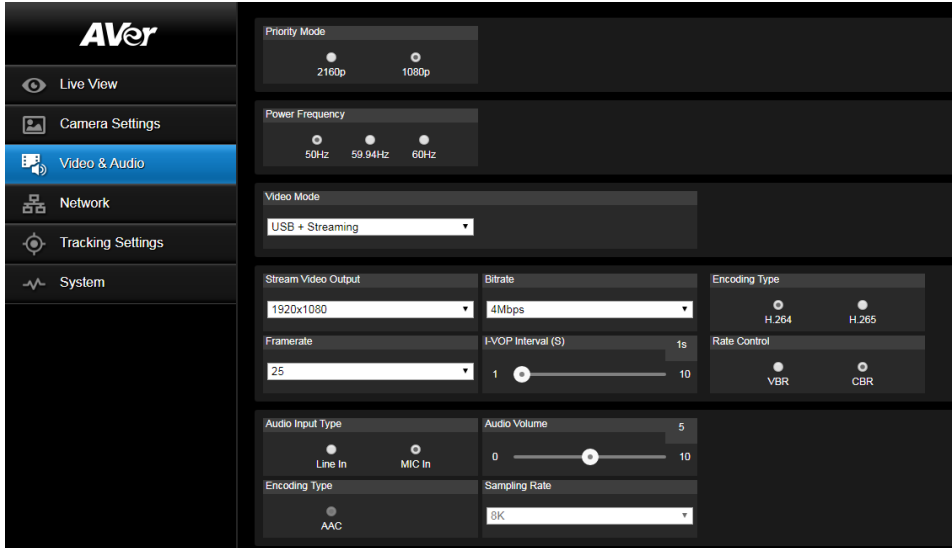 AVer
Live View
Camera Settings
Video & Audio
Network
Tracking Settings
System
Priority Mode
2160p 1080p
Power Frequency
50Hz 59.94Hz 60Hz
Video Mode
USB + Streaming
Stream Video Output Bitrate Encoding Type
1920x1080 4Mbps H.264 H.265
Framerate I-VOP Interval (S) 1s Rate Control
25 1 10 VBR CBR
Audio Input Type Audio Volume 5
Line In MIC In 0 10
Encoding Type Sampling Rate
AAC 8K